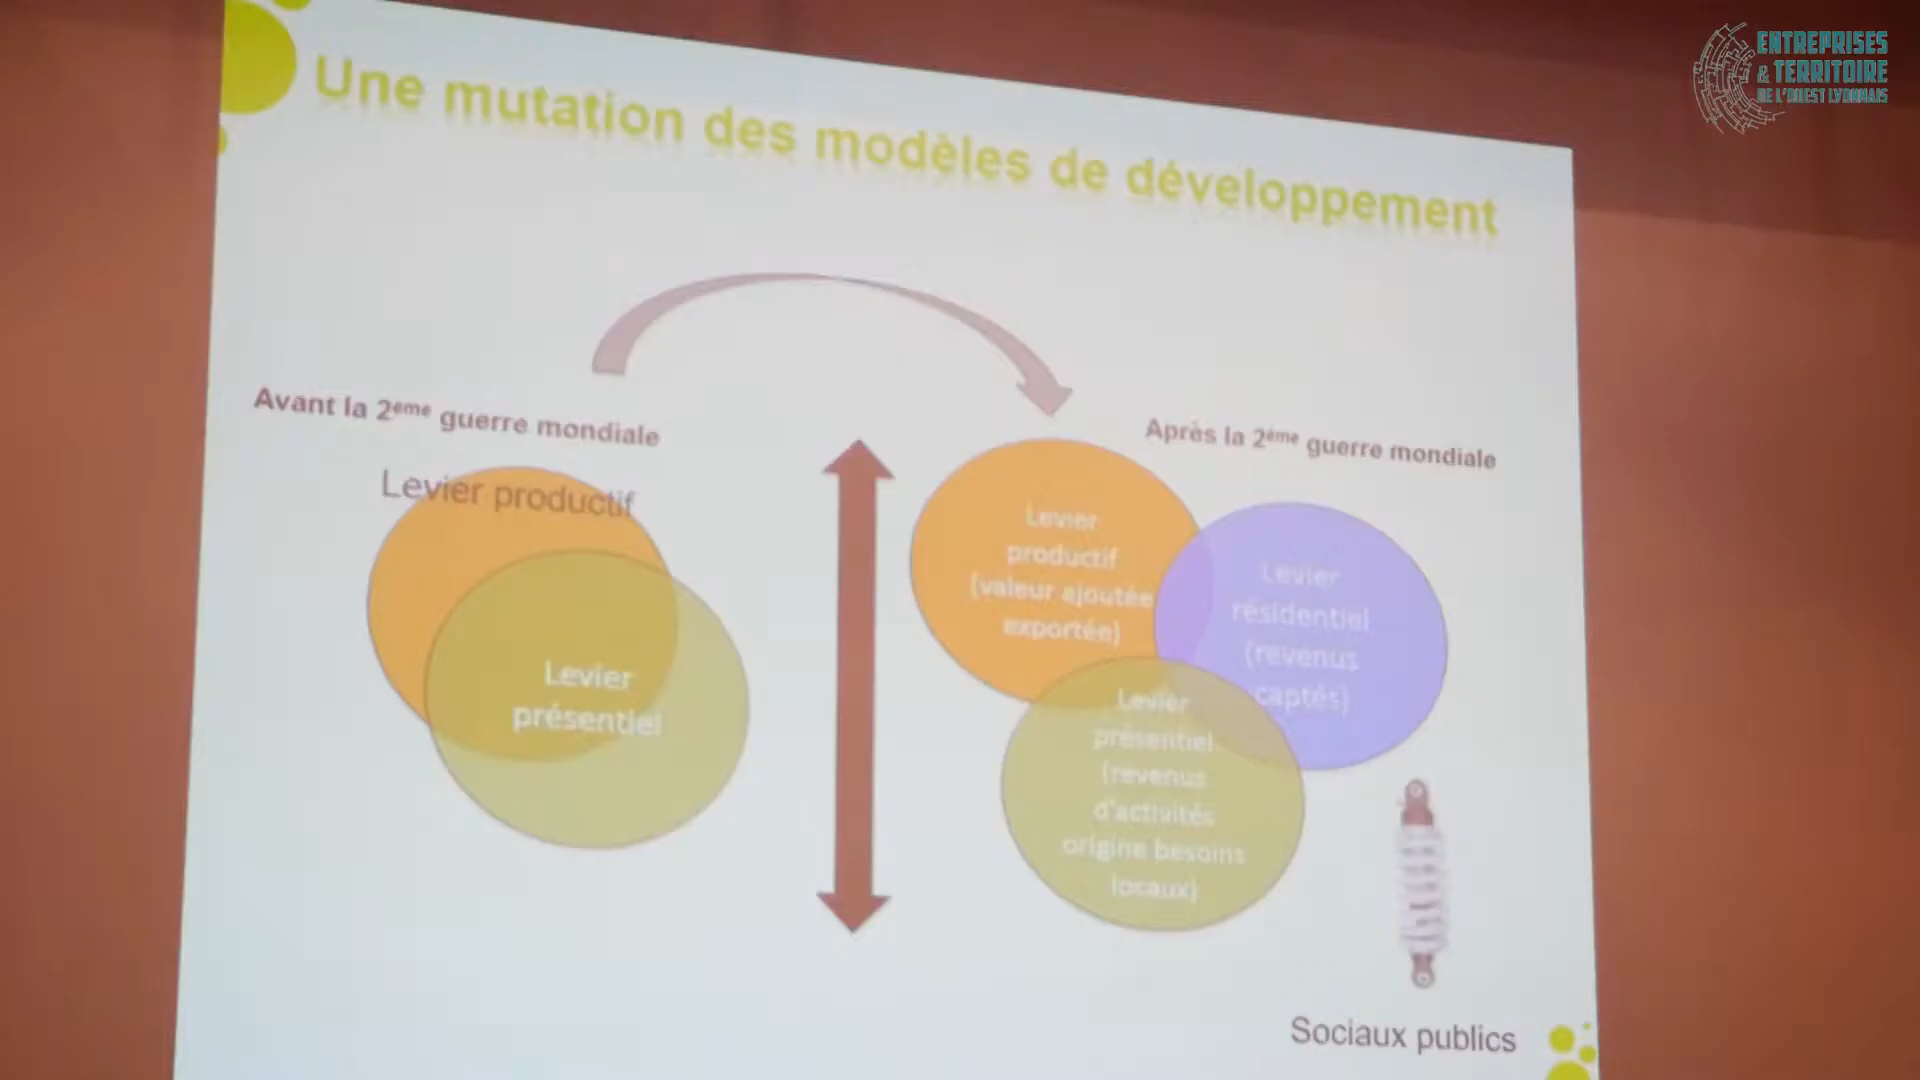 ENTREPRISES
& TERRITOIRE
DE L'OUEST LYONNAIS
Une mutation des modèles de développement
Avant la 2ème guerre mondiale
Levier productif
Levier
présentiel
Après la 2ème guerre mondiale
Levier
productif
(valeur ajoutée
exportée)
Levier
résidentiel
(revenus
captés)
Levier
présentiel
(revenus
d'activités
origine besoins
locaux)
Sociaux publics